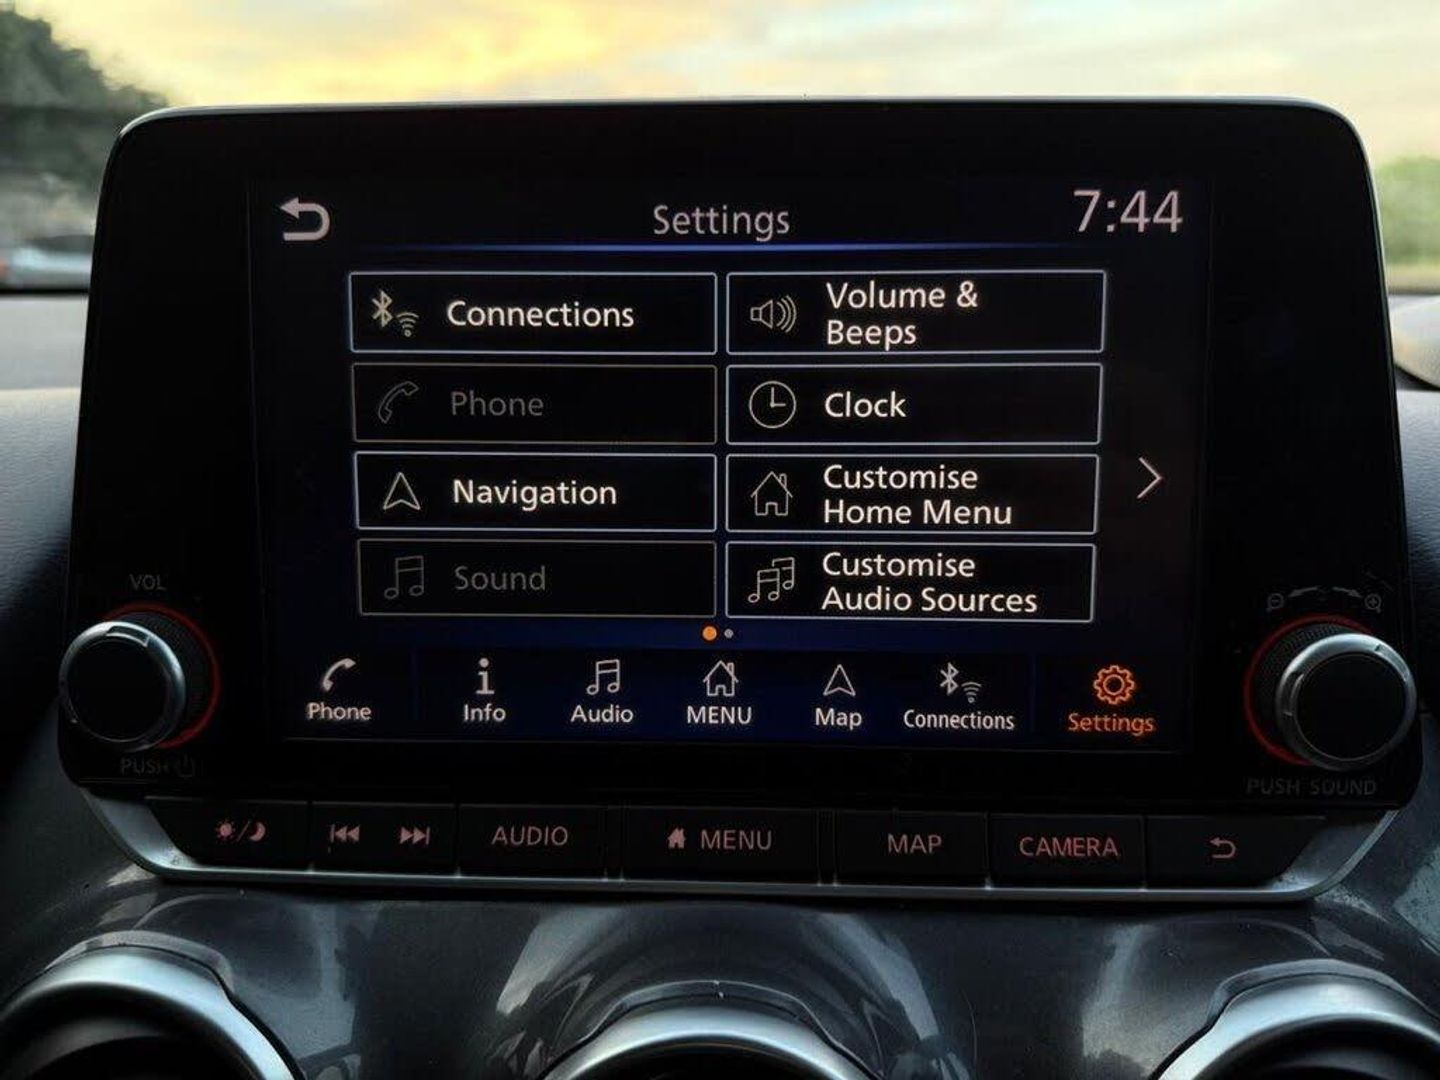 Settings
7:44
Connections
Volume &
Beeps
Phone
Clock
Navigation
Customise
Home Menu
Sound
Customise
Audio Sources
Phone
Info
Audio
MENU
Map
Connections
Settings
VOL
PUSH
PUSH SOUND
AUDIO
MENU
MAP
CAMERA